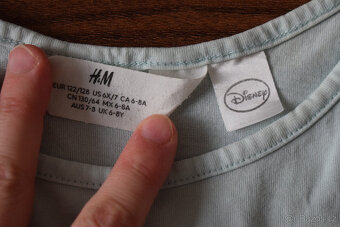 H&M
EUR 122/128 US 6X/7 CA 6-8A
CN 130/64 MX 6-8A
AUS 7-8 UK 6-8Y
Disney